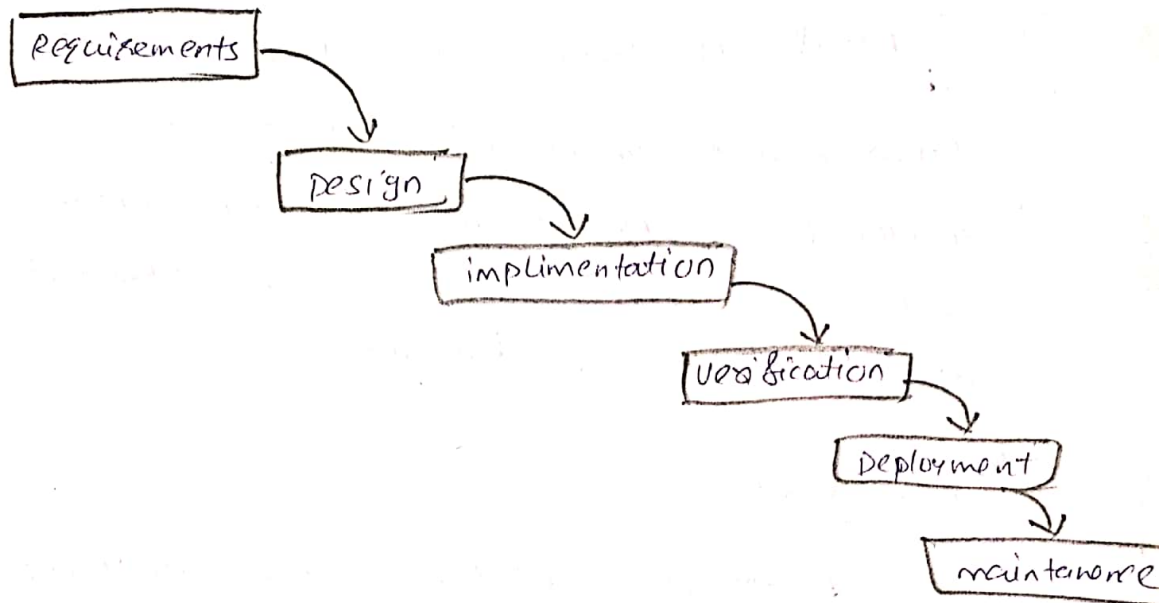 Requirements
Design
implimentation
verification
Deployment
maintanance